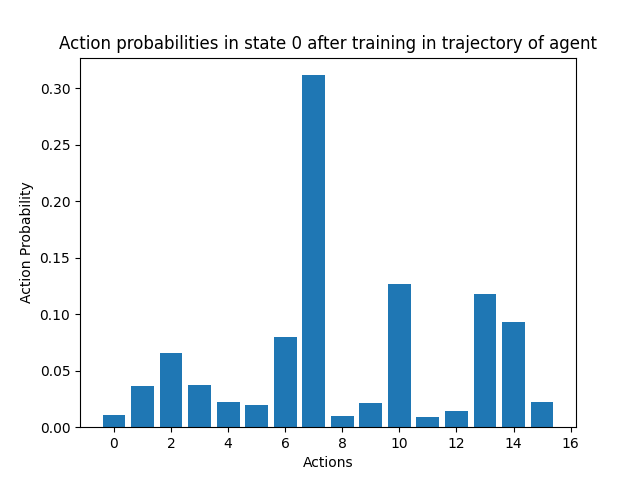 Action probabilities in state 0 after training in trajectory of agent
Action Probability
0.30
0.25
0.20
0.15
0.10
0.05
0.00
0 2 4 6 8 10 12 14 16
Actions